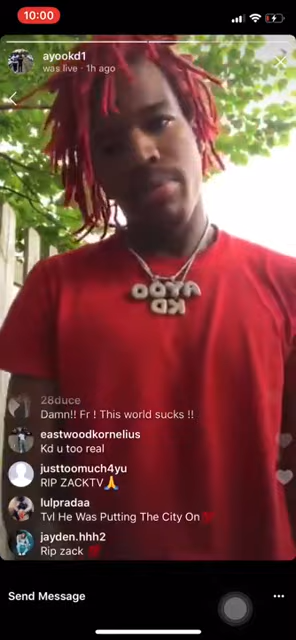 10:00
ayookd1
was live · 1h ago
AYOO
KD
28duce
Damn!! Fr ! This world sucks !!
eastwoodkornelius
Kd u too real
justtoomuch4yu
RIP ZACKTV🙏
lulpradaa
Tvl He Was Putting The City On❤️
jayden.hhh2
Rip zack ❤️
Send Message